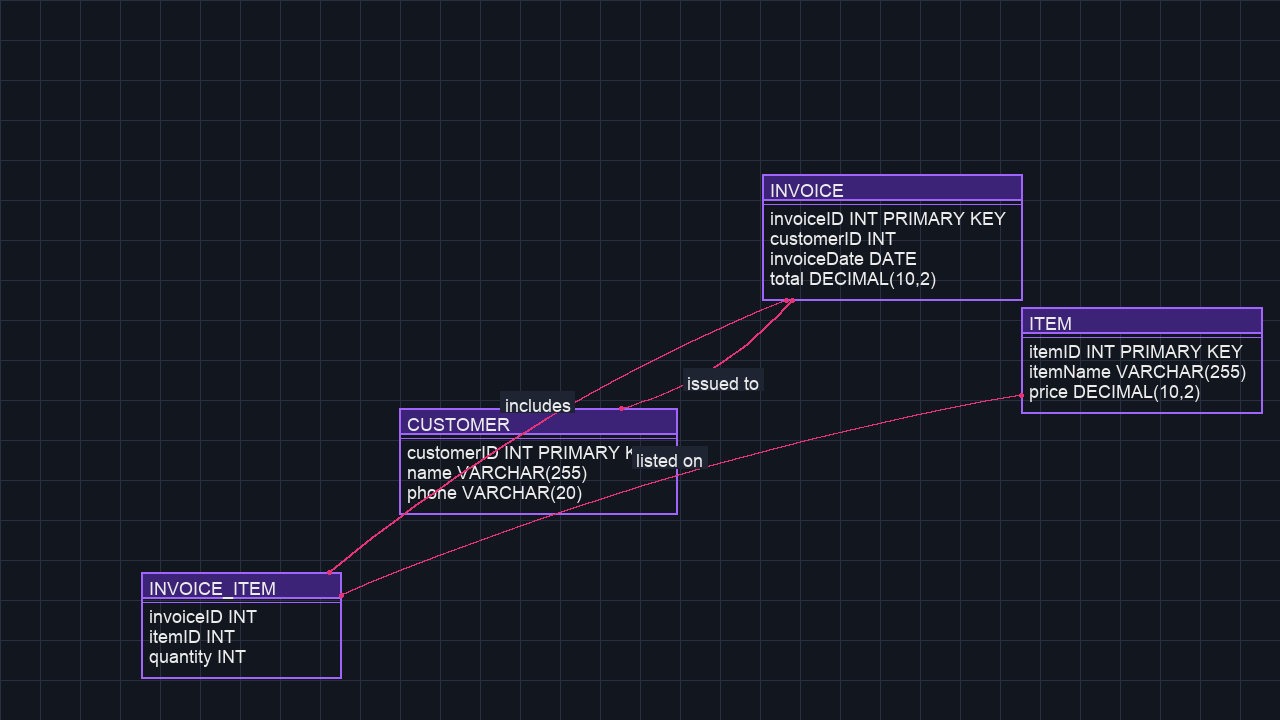 INVOICE
invoiceID INT PRIMARY KEY
customerID INT
invoiceDate DATE
total DECIMAL(10,2)
ITEM
itemID INT PRIMARY KEY
itemName VARCHAR(255)
price DECIMAL(10,2)
issued to
includes
CUSTOMER
customerID INT PRIMARY
name VARCHAR(255)
phone VARCHAR(20)
listed on
INVOICE_ITEM
invoiceID INT
itemID INT
quantity INT